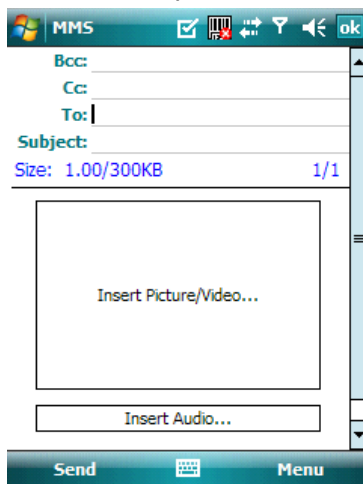 MMS ok
Bcc:
Cc:
To:
Subject:
Size: 1.00/300KB 1/1
Insert Picture/Video...
Insert Audio...
Send Menu